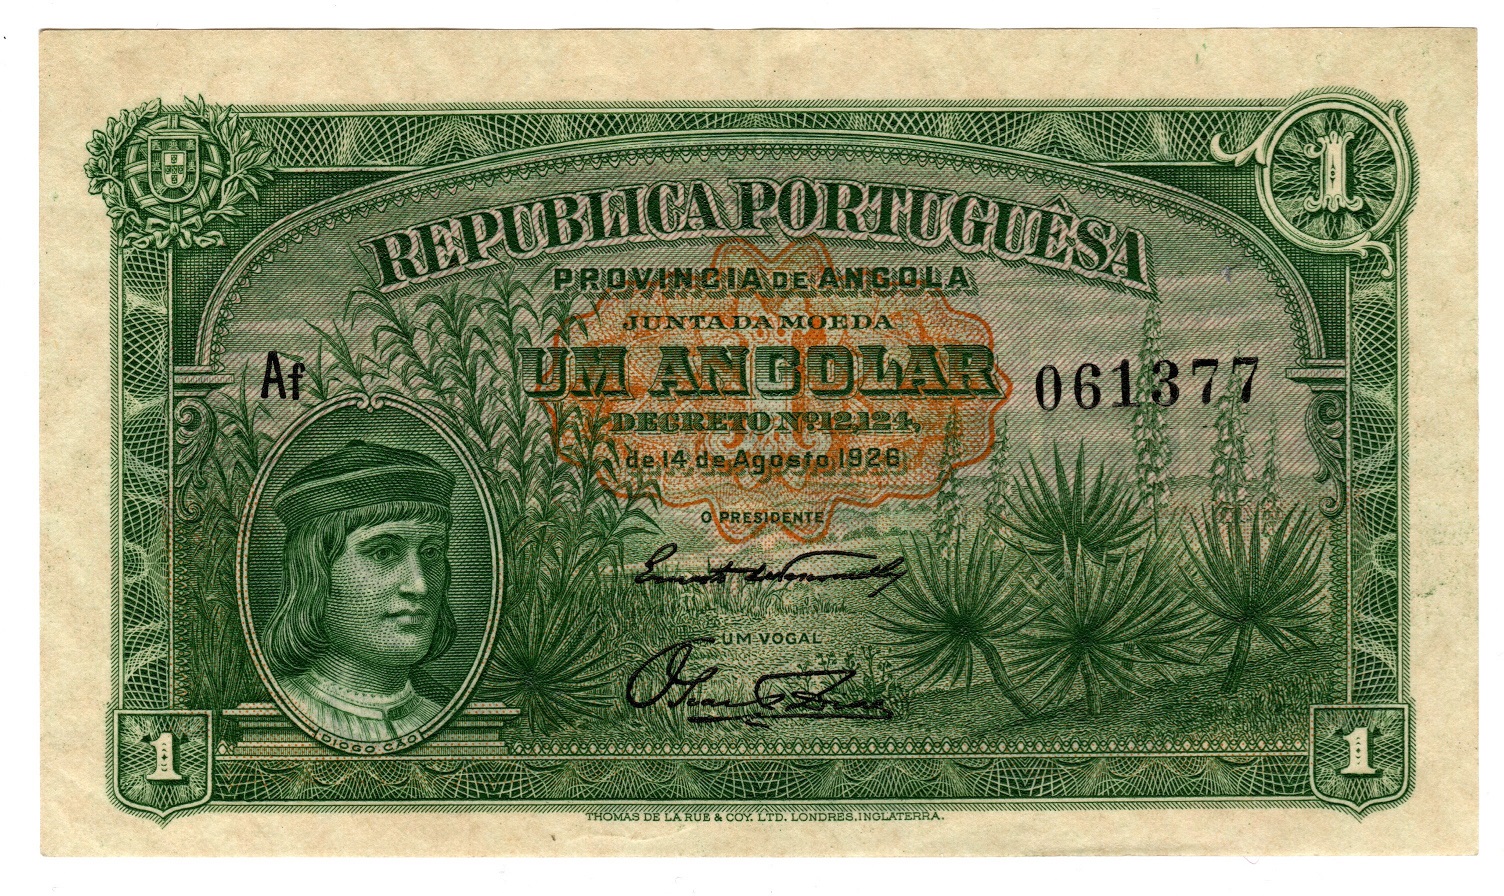 1
REPUBLICA PORTUGUÊSA
PROVINCIA DE ANGOLA
JUNTA DA MOEDA
UM ANGOLAR
Af
061377
DECRETO Nº 12,124,
de 14 de Agosto 1926
O PRESIDENTE
UM VOGAL
DIOGO CÃO
1
1
THOMAS DE LA RUE & COY. LTD. LONDRES, INGLATERRA.